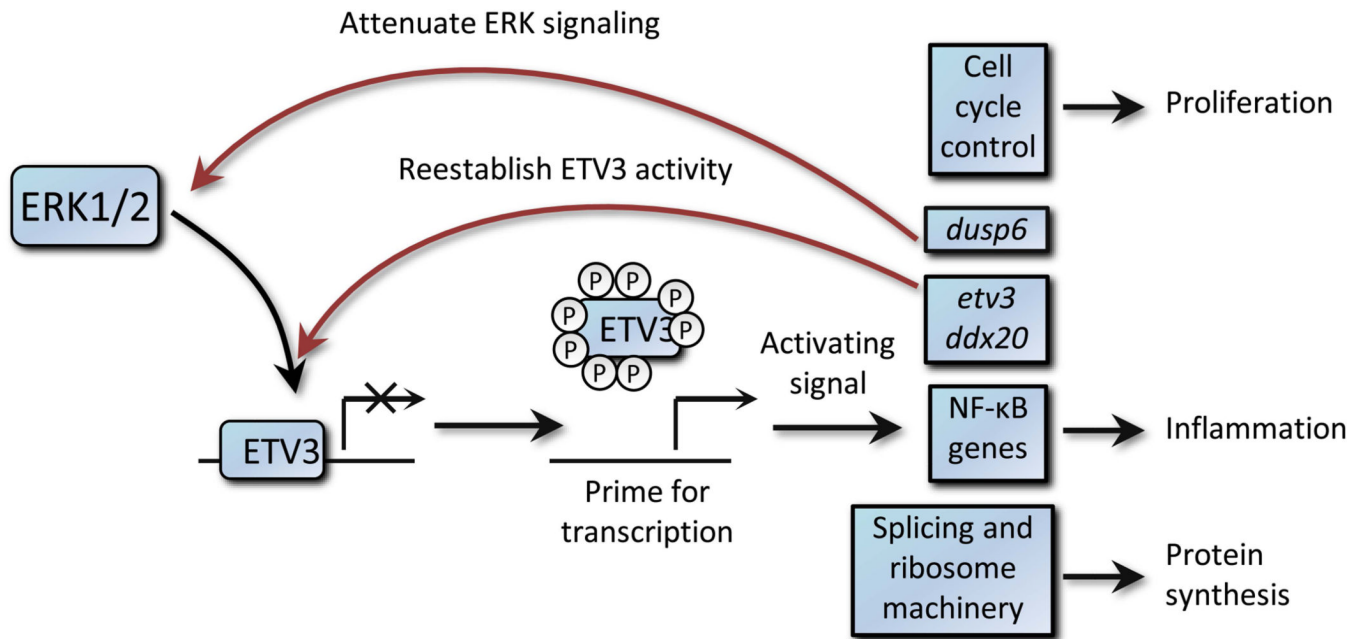 Attenuate ERK signaling
Cell
cycle
control
Proliferation
Reestablish ETV3 activity
ERK1/2
dusp6
etv3
ddx20
P
P
P
P
P
P
P
P
ETV3
Activating
signal
NF-κB
genes
Inflammation
ETV3
Prime for
transcription
Splicing and
ribosome
machinery
Protein
synthesis